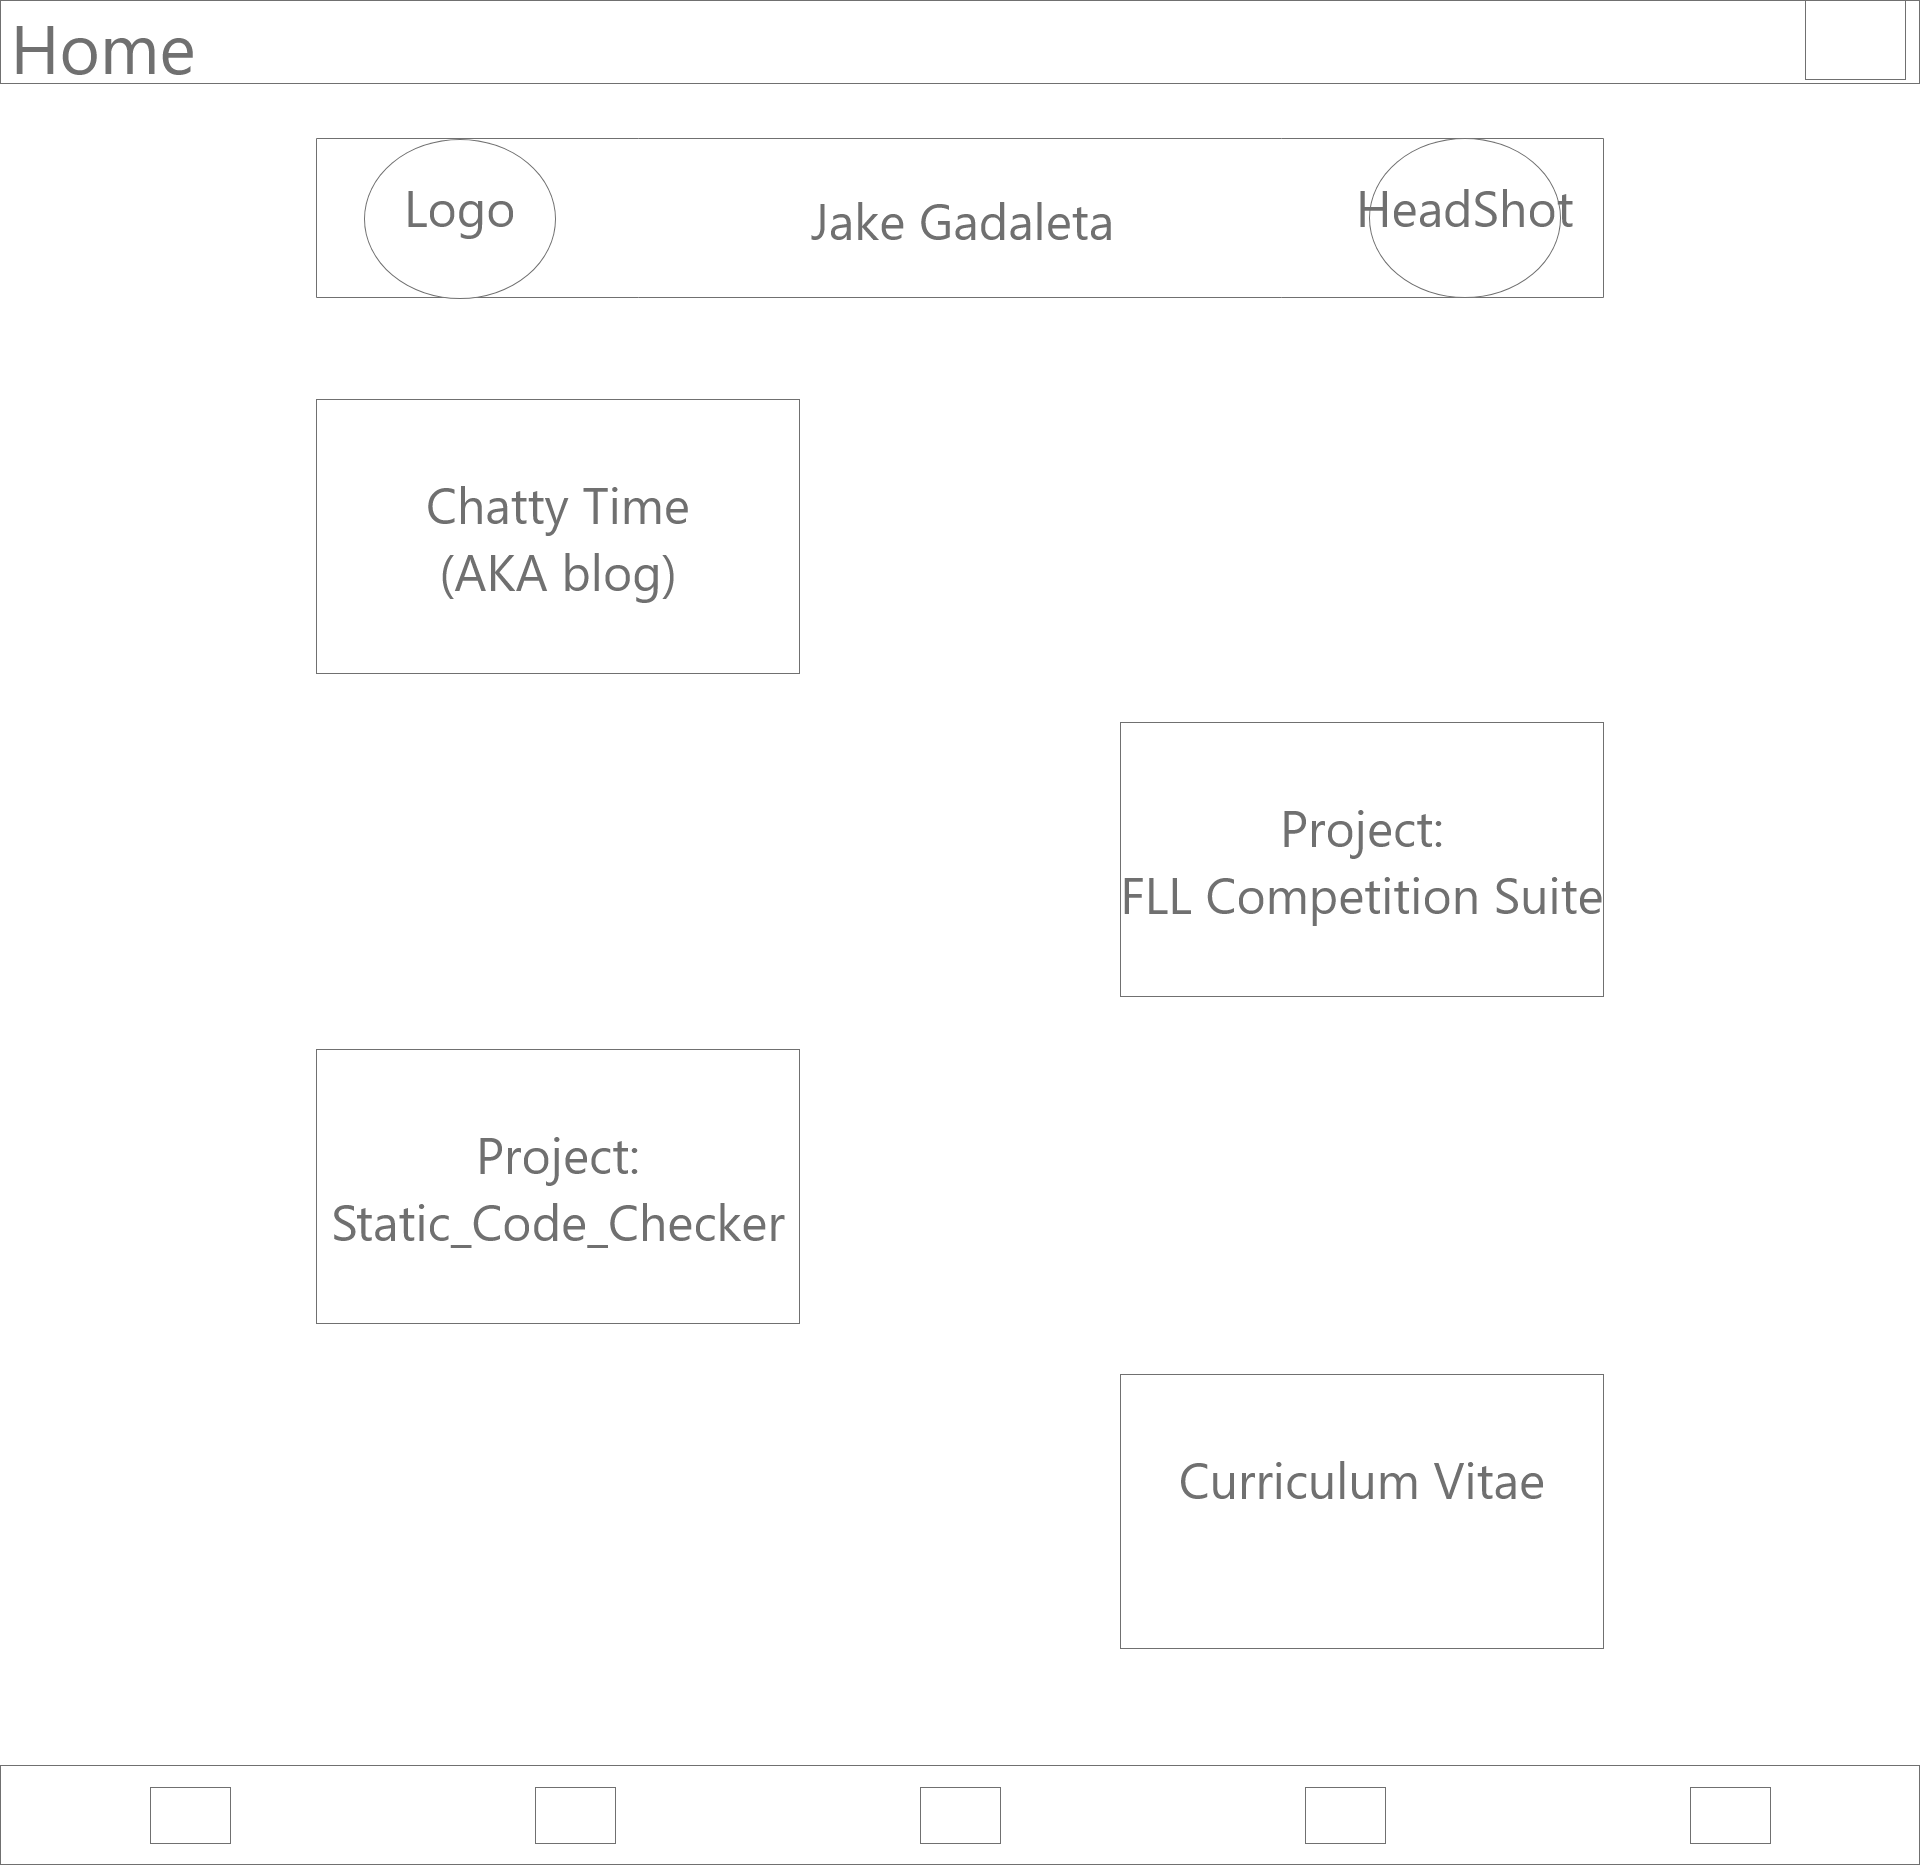 Home
Logo
Jake Gadaleta
HeadShot
Chatty Time
(AKA blog)
Project:
FLL Competition Suite
Project:
Static_Code_Checker
Curriculum Vitae